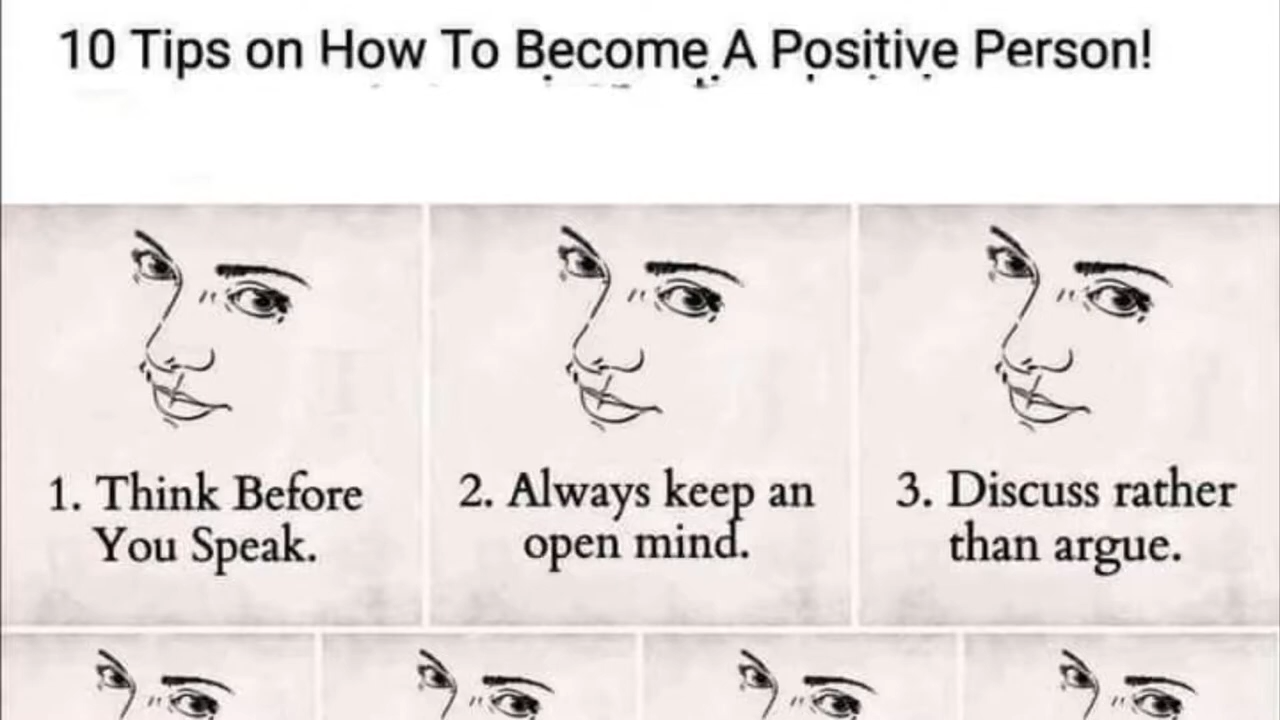 10 Tips on How To Become A Positive Person!
1. Think Before
You Speak.
2. Always keep an
open mind.
3. Discuss rather
than argue.